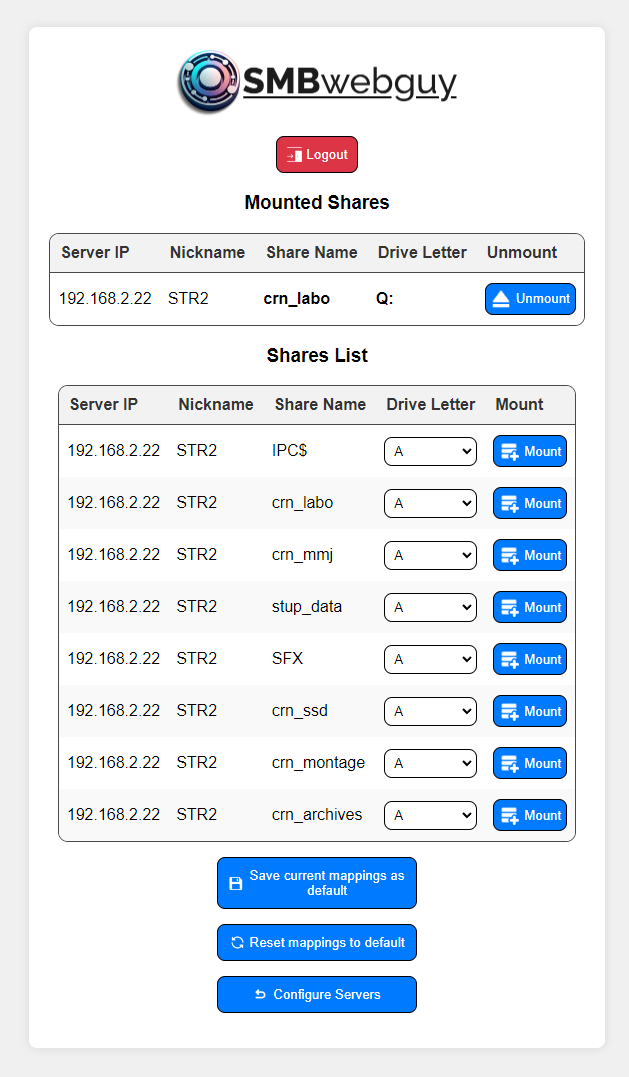 SMBwebguy
Logout
Mounted Shares
Server IP Nickname Share Name Drive Letter Unmount
192.168.2.22 STR2 crn_labo Q: Unmount
Shares List
Server IP Nickname Share Name Drive Letter Mount
192.168.2.22 STR2 IPC$ A Mount
192.168.2.22 STR2 crn_labo A Mount
192.168.2.22 STR2 crn_mmj A Mount
192.168.2.22 STR2 stup_data A Mount
192.168.2.22 STR2 SFX A Mount
192.168.2.22 STR2 crn_ssd A Mount
192.168.2.22 STR2 crn_montage A Mount
192.168.2.22 STR2 crn_archives A Mount
Save current mappings as
default
Reset mappings to default
Configure Servers